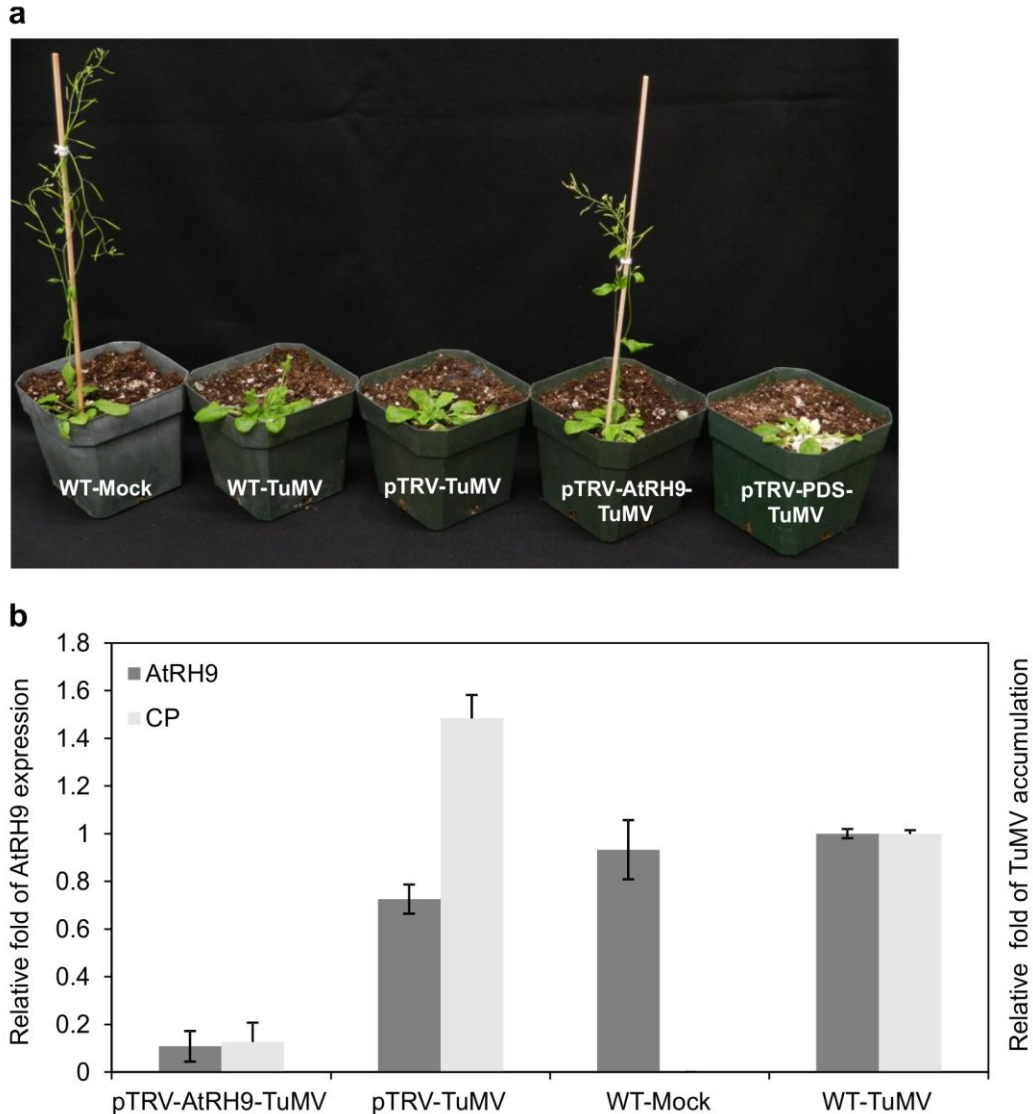 a
WT-Mock
WT-TuMV
pTRV-TuMV
pTRV-AtRH9-
TuMV
pTRV-PDS-
TuMV
b
Relative fold of AtRH9 expression
1.8
1.6
1.4
1.2
1
0.8
0.6
0.4
0.2
0
AtRH9
CP
pTRV-AtRH9-TuMV
pTRV-TuMV
WT-Mock
WT-TuMV
Relative fold of TuMV accumulation